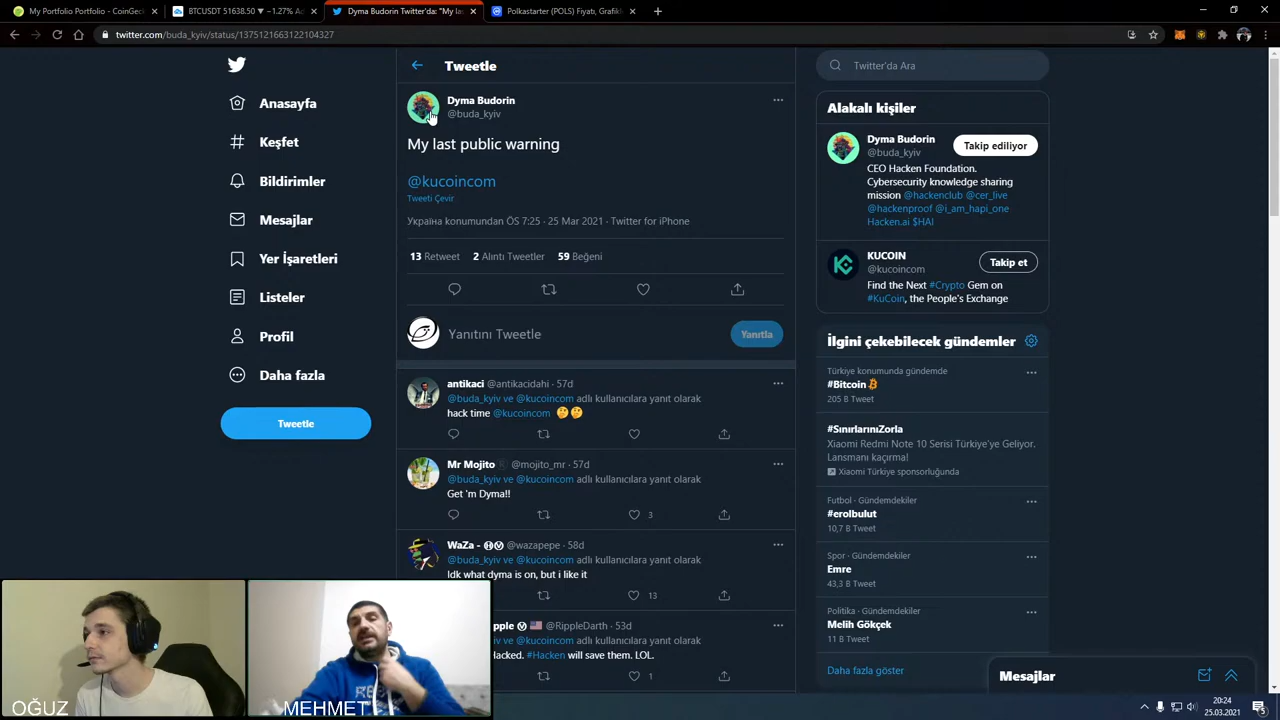 My Portfolio Portfolio - CoinGec
BTCUSDT 51638.50 ▼ −1.27% Ad
Dyma Budorin Twitter'da: "My la
Polkastarter (POLS) Fiyatı, Grafikl
twitter.com/buda_kyiv/status/1375121663122104327
Anasayfa
Keşfet
Bildirimler
Mesajlar
Yer İşaretleri
Listeler
Profil
Daha fazla
Tweetle
Tweetle
Dyma Budorin
@buda_kyiv
My last public warning
@kucoincom
Tweeti Çevir
Україна konumundan ÖS 7:25 · 25 Mar 2021 · Twitter for iPhone
13 Retweet 2 Alıntı Tweetler 59 Beğeni
Yanıtını Tweetle
Yanıtla
antikaci @antikacidahi · 57d
@buda_kyiv ve @kucoincom adlı kullanıcılara yanıt olarak
hack time @kucoincom 🤔🤔
Mr Mojito @mojito_mr · 57d
@buda_kyiv ve @kucoincom adlı kullanıcılara yanıt olarak
Get 'm Dyma!!
3
WaZa - @wazapepe · 58d
@buda_kyiv ve @kucoincom adlı kullanıcılara yanıt olarak
Idk what dyma is on, but i like it
13
pple 🇺🇸 @RippleDarth · 53d
v ve @kucoincom adlı kullanıcılara yanıt olarak
Hacked. #Hacken will save them. LOL.
1
Twitter'da Ara
Alakalı kişiler
Dyma Budorin
@buda_kyiv
Takip ediliyor
CEO Hacken Foundation.
Cybersecurity knowledge sharing
mission @hackenclub @cer_live
@hackenproof @i_am_hapi_one
Hacken.ai $HAI
KUCOIN
@kucoincom
Takip et
Find the Next #Crypto Gem on
#KuCoin, the People's Exchange
İlgini çekebilecek gündemler
Türkiye konumunda gündemde
#Bitcoin
205 B Tweet
#SınırlarınıZorla
Xiaomi Redmi Note 10 Serisi Türkiye'ye Geliyor.
Lansmanı kaçırma!
Xiaomi Türkiye sponsorluğunda
Futbol · Gündemdekiler
#erolbulut
10,7 B Tweet
Spor · Gündemdekiler
Emre
43,3 B Tweet
Politika · Gündemdekiler
Melih Gökçek
11 B Tweet
Daha fazla göster
Mesajlar
OĞUZ
MEHMET
20:24
25.03.2021
5